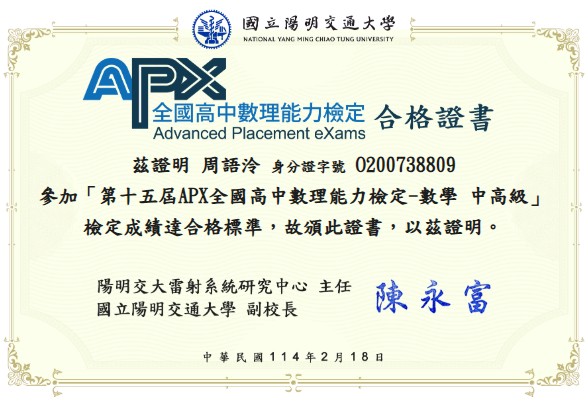 國立陽明交通大學
NATIONAL YANG MING CHIAO TUNG UNIVERSITY
APX
全國高中數理能力檢定 合格證書
Advanced Placement eXams
茲證明 周語泠 身分證字號 O200738809
參加「第十五屆APX全國高中數理能力檢定-數學 中高級」
檢定成績達合格標準，故頒此證書，以茲證明。
陽明交大雷射系統研究中心 主任
國立陽明交通大學 副校長
陳永富
中華民國114年2月18日